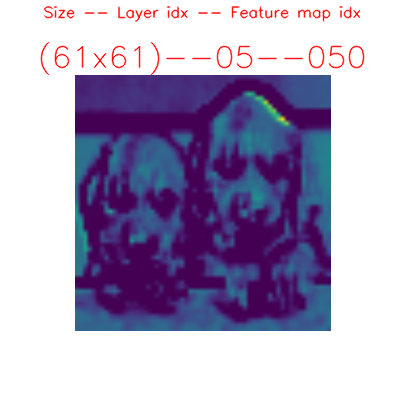 Size -- Layer idx -- Feature map idx
(61x61)--05--050